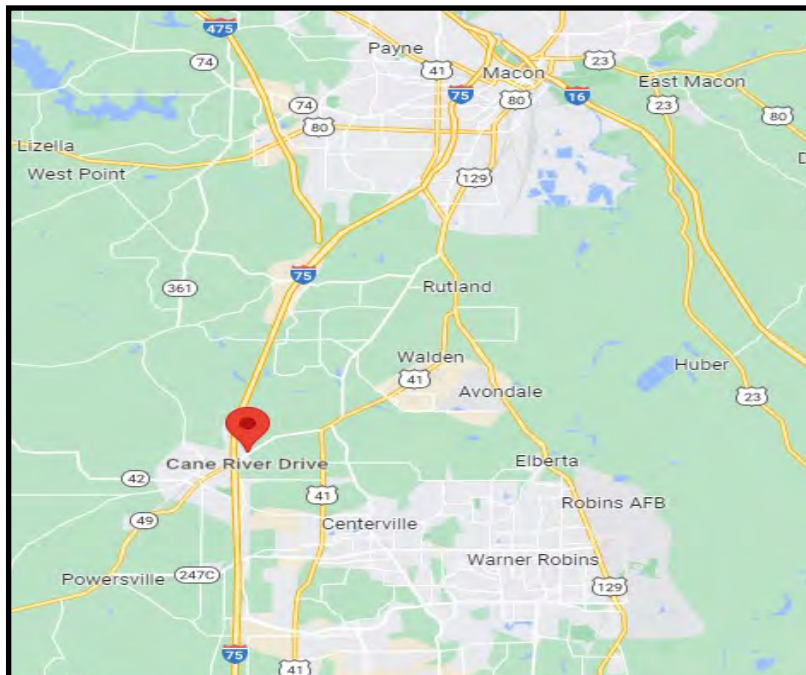 475
Payne
74
41
Macon
23
East Macon
75
80
16
74
23
80
80
Lizella
West Point
129
D
75
361
Rutland
Walden
Huber
41
Avondale
23
Cane River Drive
Elberta
42
41
Robins AFB
49
Centerville
Warner Robins
Powersville
247C
129
75
41